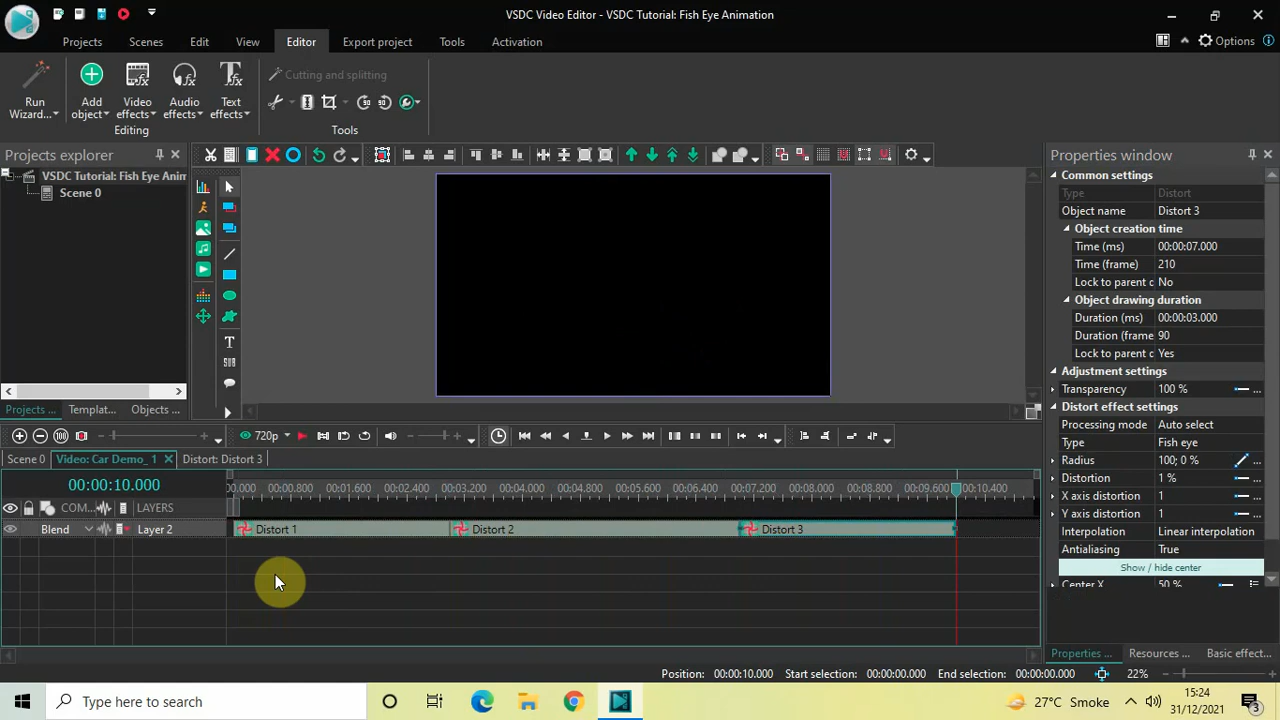 VSDC Video Editor - VSDC Tutorial: Fish Eye Animation
Projects
Scenes
Edit
View
Editor
Export project
Tools
Activation
Options
Run
Wizard...
Add
object
Video
effects
Audio
effects
Text
effects
Editing
Cutting and splitting
Tools
Projects explorer
VSDC Tutorial: Fish Eye Anim
Scene 0
Projects ...
Templat...
Objects ...
Properties window
Common settings
Type Distort
Object name Distort 3
Object creation time
Time (ms) 00:00:07.000
Time (frame) 210
Lock to parent c No
Object drawing duration
Duration (ms) 00:00:03.000
Duration (frame 90
Lock to parent c Yes
Adjustment settings
Transparency 100 % ...
Distort effect settings
Processing mode Auto select
Type Fish eye
Radius 100; 0 % ...
Distortion 1 % ...
X axis distortion 1
Y axis distortion 1
Interpolation Linear interpolation
Antialiasing True
Show / hide center
Center X 50 %
Properties ...
Resources ...
Basic effect...
720p
Scene 0
Video: Car Demo_ 1
Distort: Distort 3
00:00:10.000
0.000 00:00.800 00:01.600 00:02.400 00:03.200 00:04.000 00:04.800 00:05.600 00:06.400 00:07.200 00:08.000 00:08.800 00:09.600 00:10.400
COM...
LAYERS
Blend
Layer 2
Distort 1
Distort 2
Distort 3
Position: 00:00:10.000 Start selection: 00:00:00.000 End selection: 00:00:00.000 22%
Type here to search
27°C Smoke
15:24
31/12/2021
3